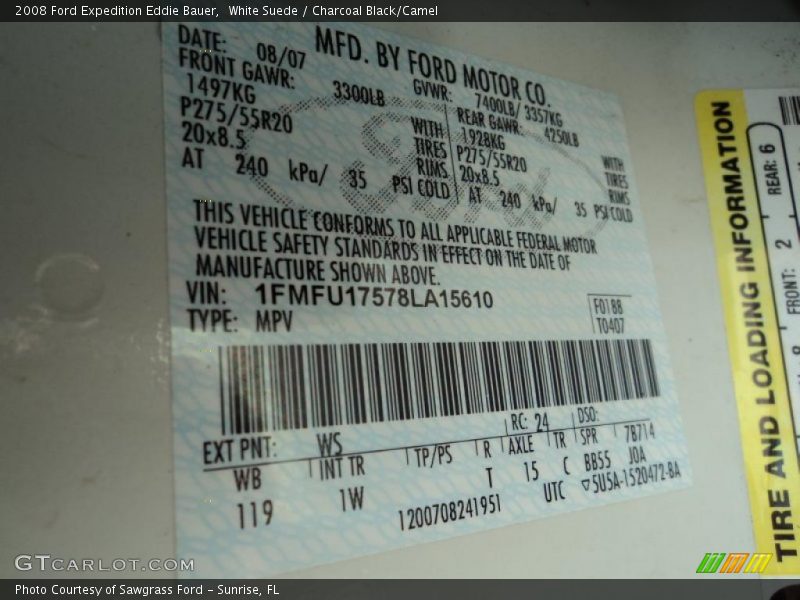 2008 Ford Expedition Eddie Bauer,  White Suede / Charcoal Black/Camel
DATE: 08/07 MFD. BY FORD MOTOR CO.
FRONT GAWR: 3300LB GVWR: 7400LB/ 3357KG
1497KG REAR GAWR: 4250LB
P275/55R20 WITH 1928KG WITH
20x8.5 TIRES P275/55R20 TIRES
RIMS 20x8.5 RIMS
AT 240 kPa/ 35 PSI COLD AT 240 kPa/ 35 PSI COLD
Ford
THIS VEHICLE CONFORMS TO ALL APPLICABLE FEDERAL MOTOR
VEHICLE SAFETY STANDARDS IN EFFECT ON THE DATE OF
MANUFACTURE SHOWN ABOVE.
VIN: 1FMFU17578LA15610
TYPE: MPV
F0188
T0407
EXT PNT: WS RC: 24 DSO:
WB INT TR TP/PS R AXLE TR SPR 7B714
119 1W T 15 C BB55 JOA
1200708241951 UTC ▽5U5A-1520472-BA
TIRE AND LOADING INFORMATION
REAR: 6
FRONT: 2
GTCARLOT.COM
Photo Courtesy of Sawgrass Ford – Sunrise, FL